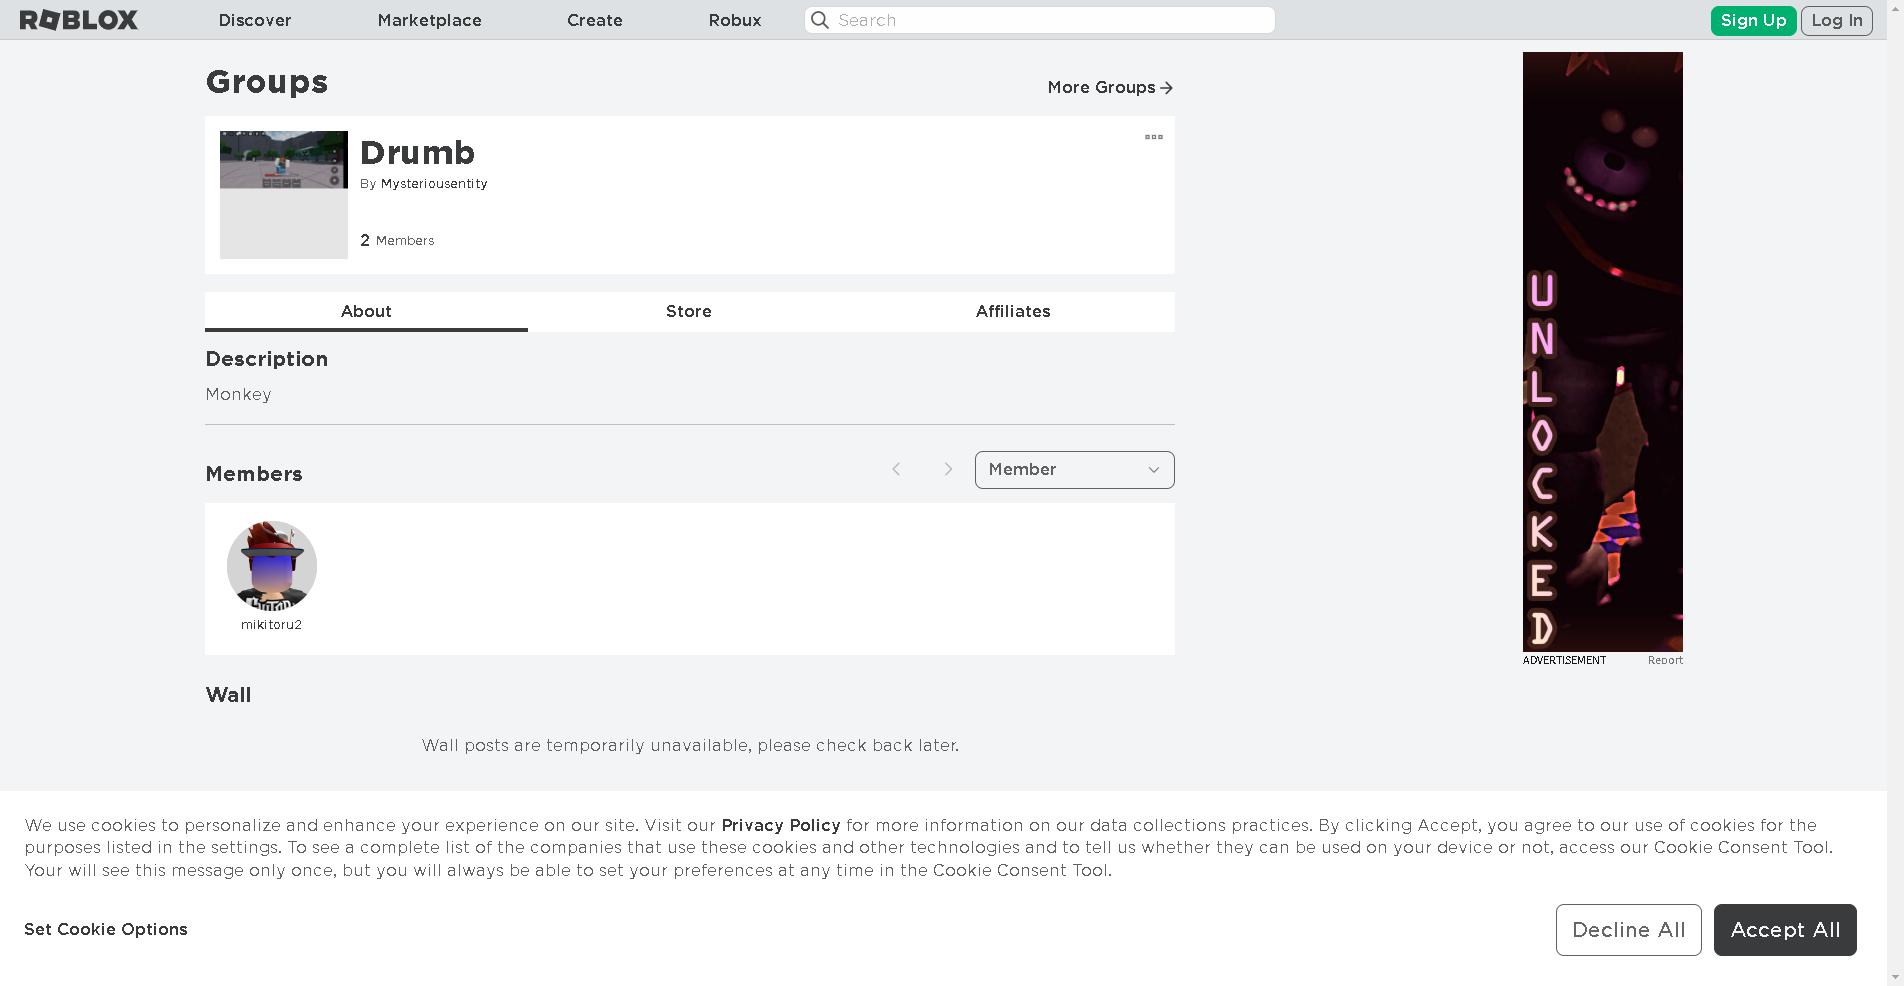 ROBLOX Discover Marketplace Create Robux Search Sign Up Log In
Groups
More Groups
Drumb
By Mysteriousentity
2 Members
About Store Affiliates
Description
Monkey
Members
Member
mikitoru2
Wall
Wall posts are temporarily unavailable, please check back later.
UNLOCKED
ADVERTISEMENT Report
We use cookies to personalize and enhance your experience on our site. Visit our Privacy Policy for more information on our data collections practices. By clicking Accept, you agree to our use of cookies for the
purposes listed in the settings. To see a complete list of the companies that use these cookies and other technologies and to tell us whether they can be used on your device or not, access our Cookie Consent Tool.
Your will see this message only once, but you will always be able to set your preferences at any time in the Cookie Consent Tool.
Set Cookie Options
Decline All
Accept All